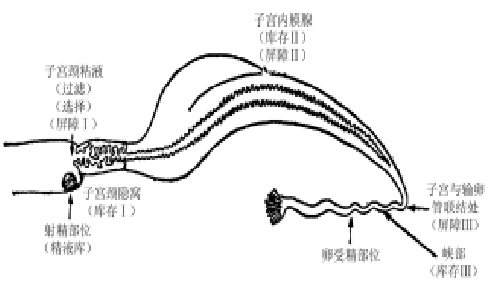 子宫内膜腺
（库存Ⅱ）
（屏障Ⅱ）
子宫颈粘液
（过滤）
（选择）
（屏障Ⅰ）
子宫颈隐窝
（库存Ⅰ）
射精部位
（精液库）
子宫与输卵
管联结处
（屏障Ⅲ）
卵受精部位
峡部
（库存Ⅲ）